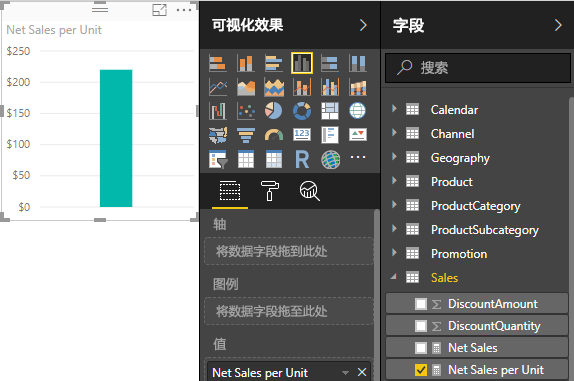 Net Sales per Unit
$250
$200
$150
$100
$50
$0
可视化效果
123
R
轴
将数据字段拖到此处
图例
将数据字段拖至此处
值
Net Sales per Unit
字段
搜索
Calendar
Channel
Geography
Product
ProductCategory
ProductSubcategory
Promotion
Sales
DiscountAmount
DiscountQuantity
Net Sales
Net Sales per Unit